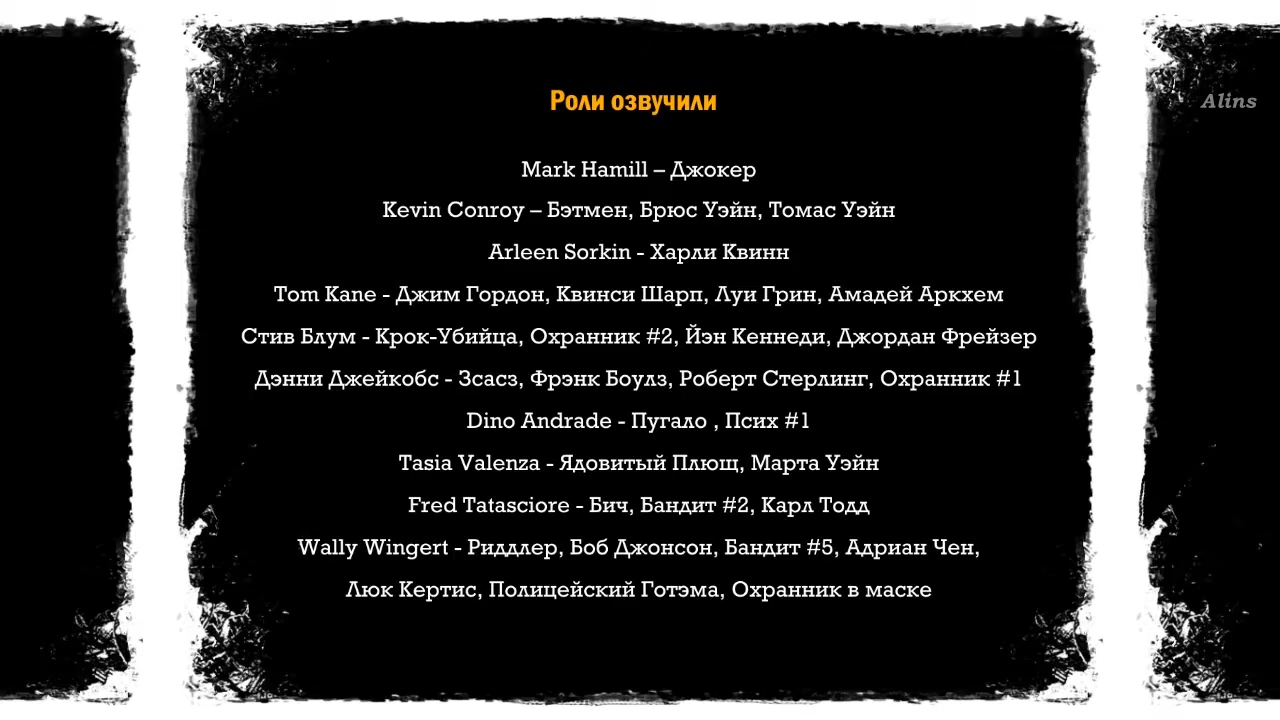 Роли озвучили
Alins
Mark Hamill – Джокер
Kevin Conroy – Бэтмен, Брюс Уэйн, Томас Уэйн
Arleen Sorkin - Харли Квинн
Tom Kane - Джим Гордон, Квинси Шарп, Луи Грин, Амадей Аркхем
Стив Блум - Крок-Убийца, Охранник #2, Йэн Кеннеди, Джордан Фрейзер
Дэнни Джейкобс - Зсасз, Фрэнк Боулз, Роберт Стерлинг, Охранник #1
Dino Andrade - Пугало , Псих #1
Tasia Valenza - Ядовитый Плющ, Марта Уэйн
Fred Tatasciore - Бич, Бандит #2, Карл Тодд
Wally Wingert - Риддлер, Боб Джонсон, Бандит #5, Адриан Чен,
Люк Кертис, Полицейский Готэма, Охранник в маске